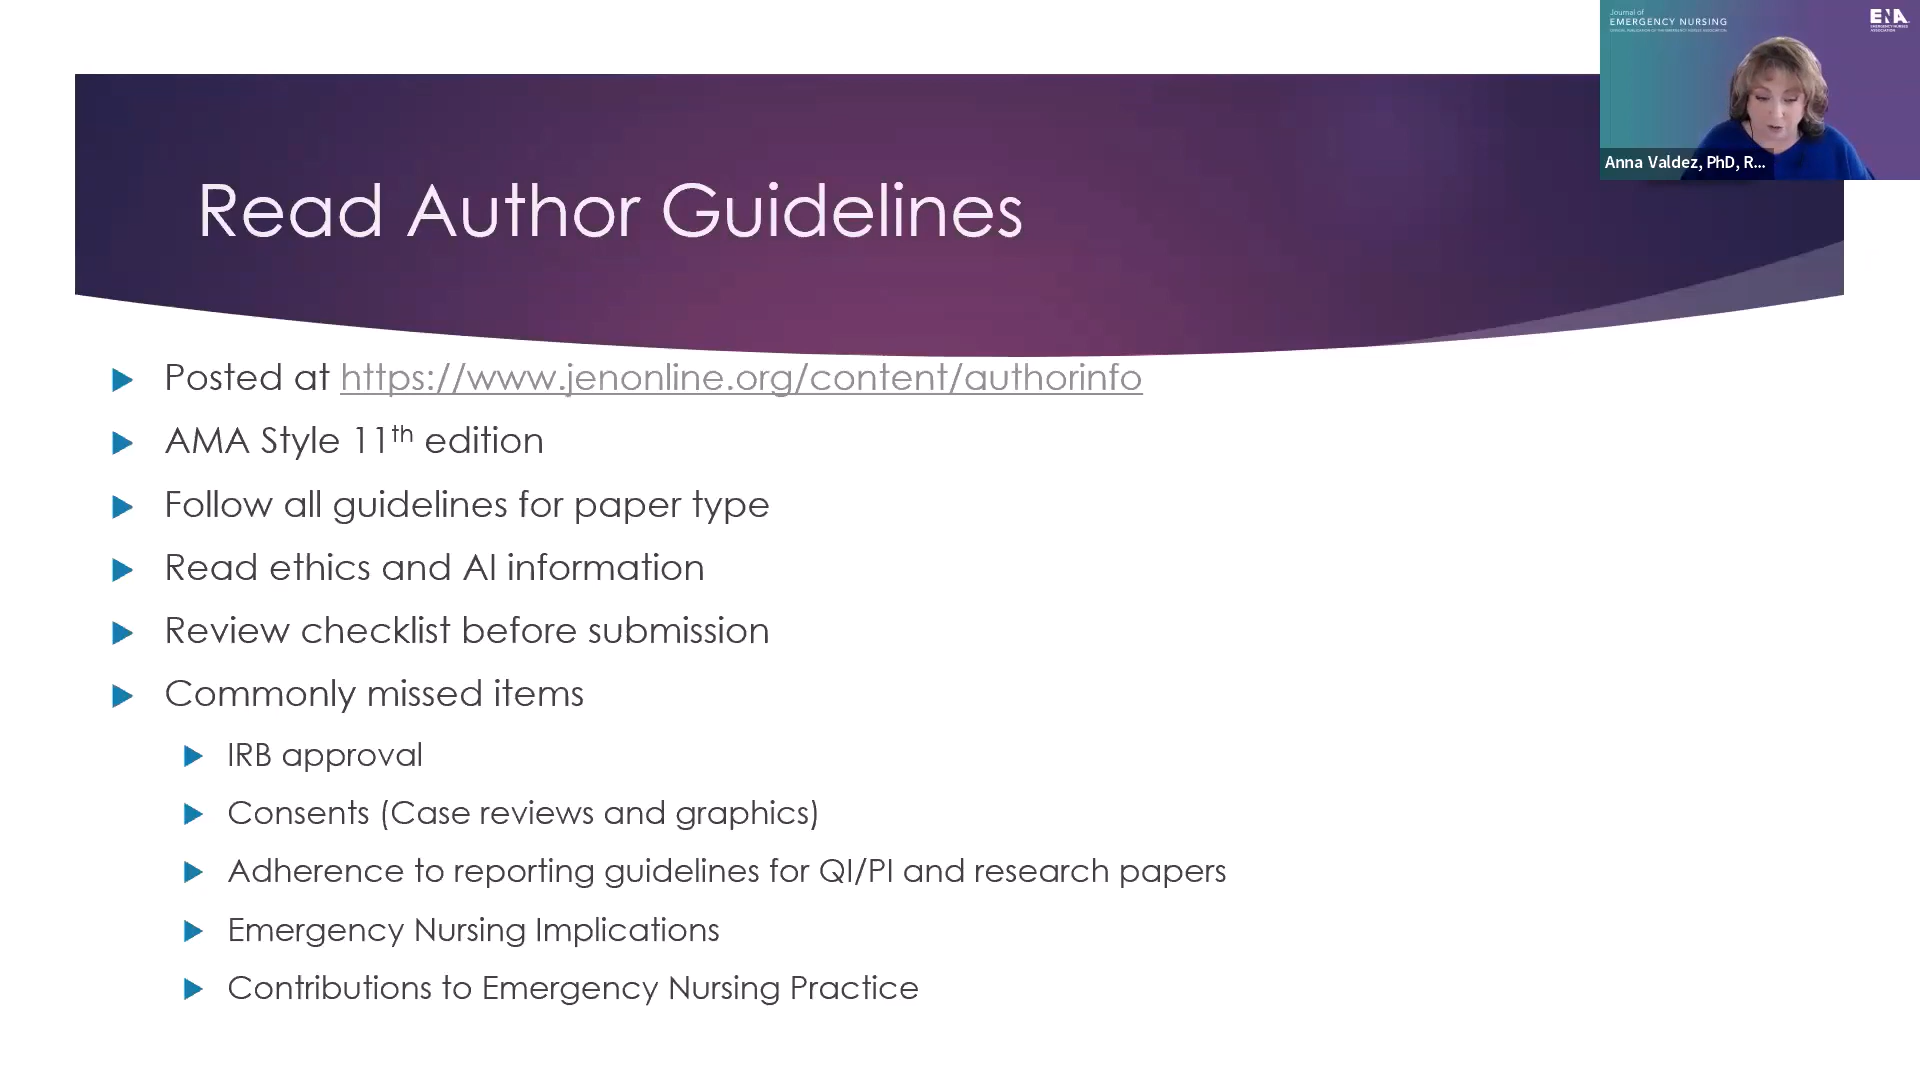 Journal of
EMERGENCY NURSING
ENA
Anna Valdez, PhD, R...
Read Author Guidelines
Posted at https://www.jenonline.org/content/authorinfo
AMA Style 11th edition
Follow all guidelines for paper type
Read ethics and AI information
Review checklist before submission
Commonly missed items
IRB approval
Consents (Case reviews and graphics)
Adherence to reporting guidelines for QI/PI and research papers
Emergency Nursing Implications
Contributions to Emergency Nursing Practice